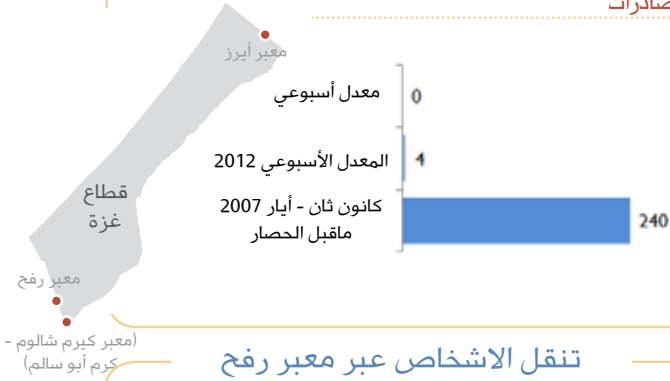 صادرات
معبر أيرز
معدل أسبوعي
0
المعدل الأسبوعي 2012
4
كانون ثان - أيار 2007
ماقبل الحصار
240
قطاع
غزة
معبر رفح
(معبر كيرم شالوم -
كرم أبو سالم)
تنقل الاشخاص عبر معبر رفح